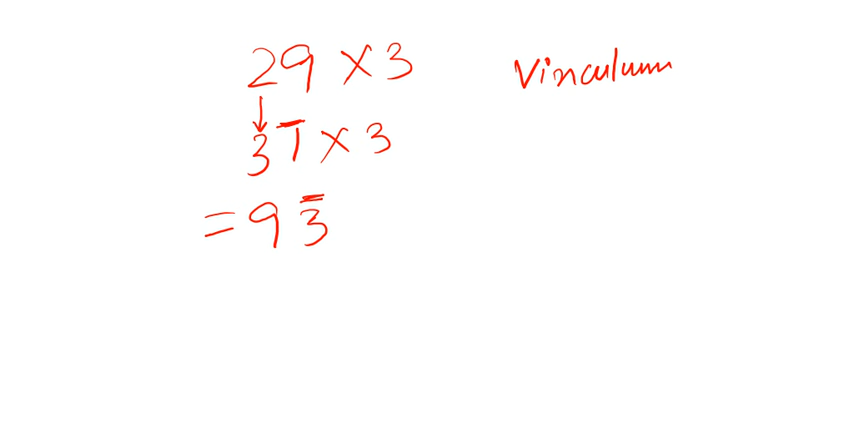 29 × 3 Vinculum
31̅ × 3
= 93̅